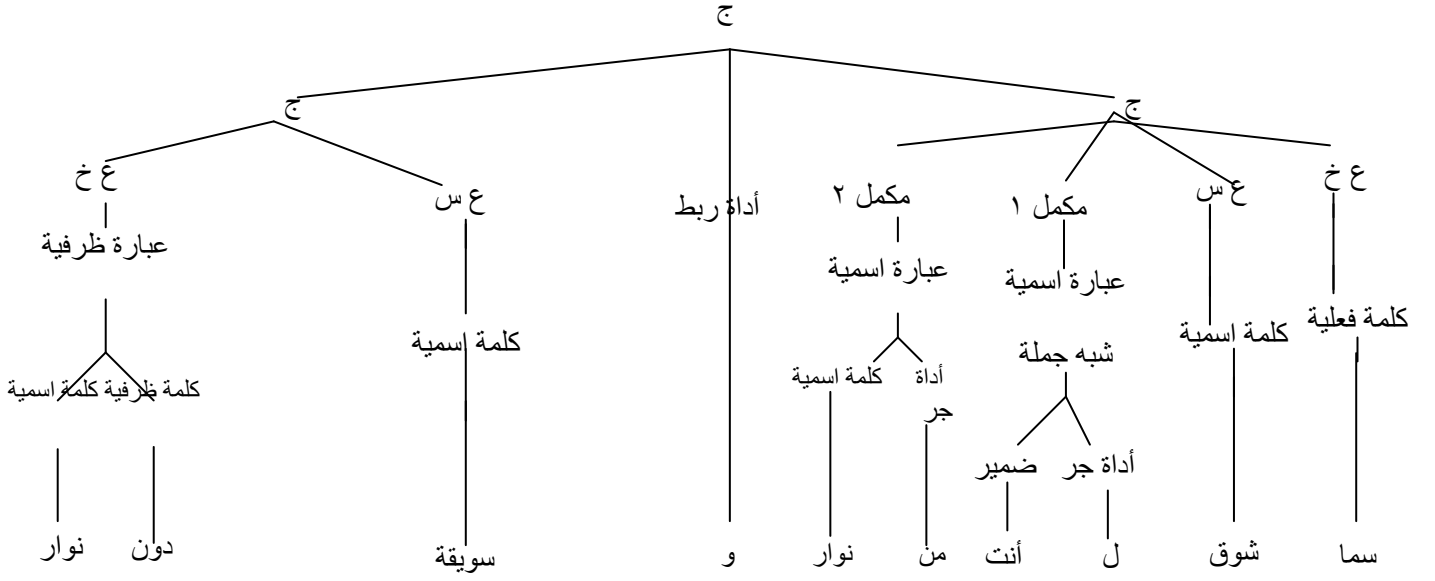 ج
ج
ج
ع خ
ع س
مكمل ١
مكمل ٢
أداة ربط
ع س
ع خ
عبارة اسمية
عبارة اسمية
عبارة ظرفية
كلمة فعلية
كلمة اسمية
شبه جملة
أداة جر
كلمة اسمية
كلمة اسمية
كلمة ظرفية
كلمة اسمية
أداة جر
ضمير
سما
شوق
ل
أنت
من
نوار
و
سويقة
دون
نوار